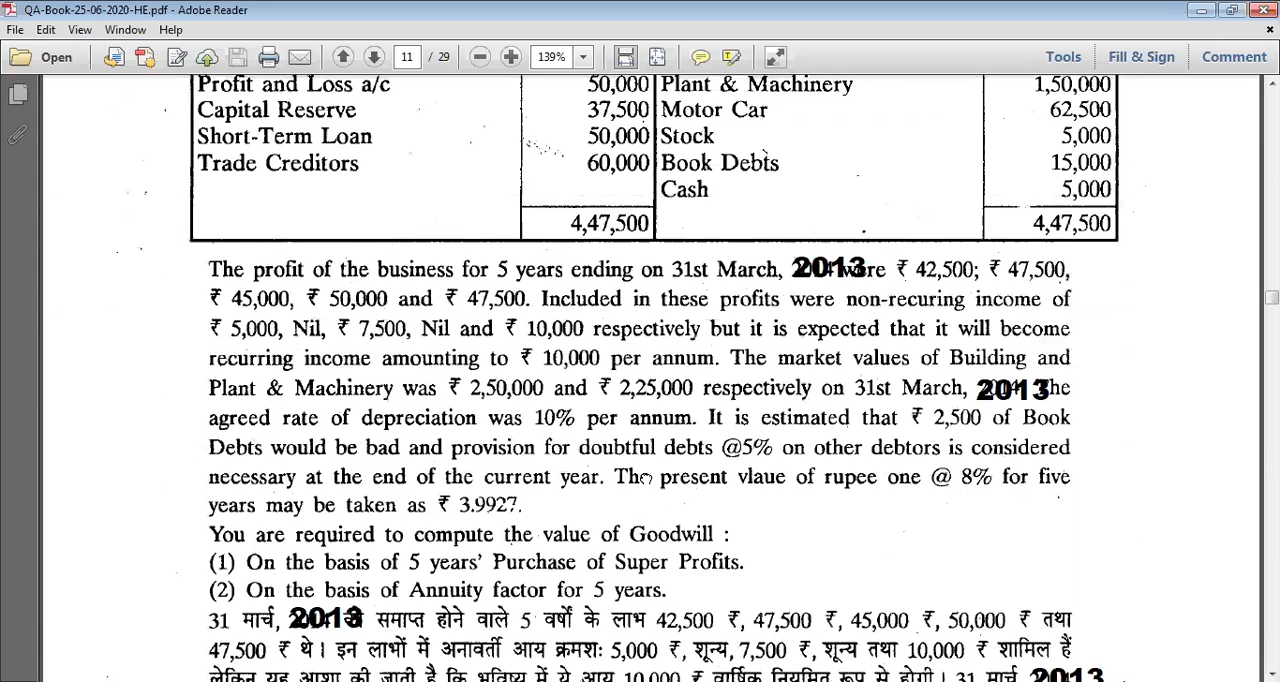 QA-Book-25-06-2020-HE.pdf - Adobe Reader
File Edit View Window Help
Open 11 / 29 139% Tools Fill & Sign Comment
Profit and Loss a/c 50,000 Plant & Machinery 1,50,000
Capital Reserve 37,500 Motor Car 62,500
Short-Term Loan 50,000 Stock 5,000
Trade Creditors 60,000 Book Debts 15,000
Cash 5,000
4,47,500 4,47,500
The profit of the business for 5 years ending on 31st March, 2013 were ₹ 42,500; ₹ 47,500,
₹ 45,000, ₹ 50,000 and ₹ 47,500. Included in these profits were non-recuring income of
₹ 5,000, Nil, ₹ 7,500, Nil and ₹ 10,000 respectively but it is expected that it will become
recurring income amounting to ₹ 10,000 per annum. The market values of Building and
Plant & Machinery was ₹ 2,50,000 and ₹ 2,25,000 respectively on 31st March, 2013 The
agreed rate of depreciation was 10% per annum. It is estimated that ₹ 2,500 of Book
Debts would be bad and provision for doubtful debts @5% on other debtors is considered
necessary at the end of the current year. The present vlaue of rupee one @ 8% for five
years may be taken as ₹ 3.9927.
You are required to compute the value of Goodwill :
(1) On the basis of 5 years' Purchase of Super Profits.
(2) On the basis of Annuity factor for 5 years.
31 मार्च, 2013 को समाप्त होने वाले 5 वर्षों के लाभ 42,500 ₹, 47,500 ₹, 45,000 ₹, 50,000 ₹ तथा
47,500 ₹ थे। इन लाभों में अनावर्ती आय क्रमशः 5,000 ₹, शून्य, 7,500 ₹, शून्य तथा 10,000 ₹ शामिल हैं
लेकिन यह आशा की जाती है कि भविष्य में ये आय 10,000 ₹ वार्षिक नियमित रूप से होगी। 31 मार्च, 2013